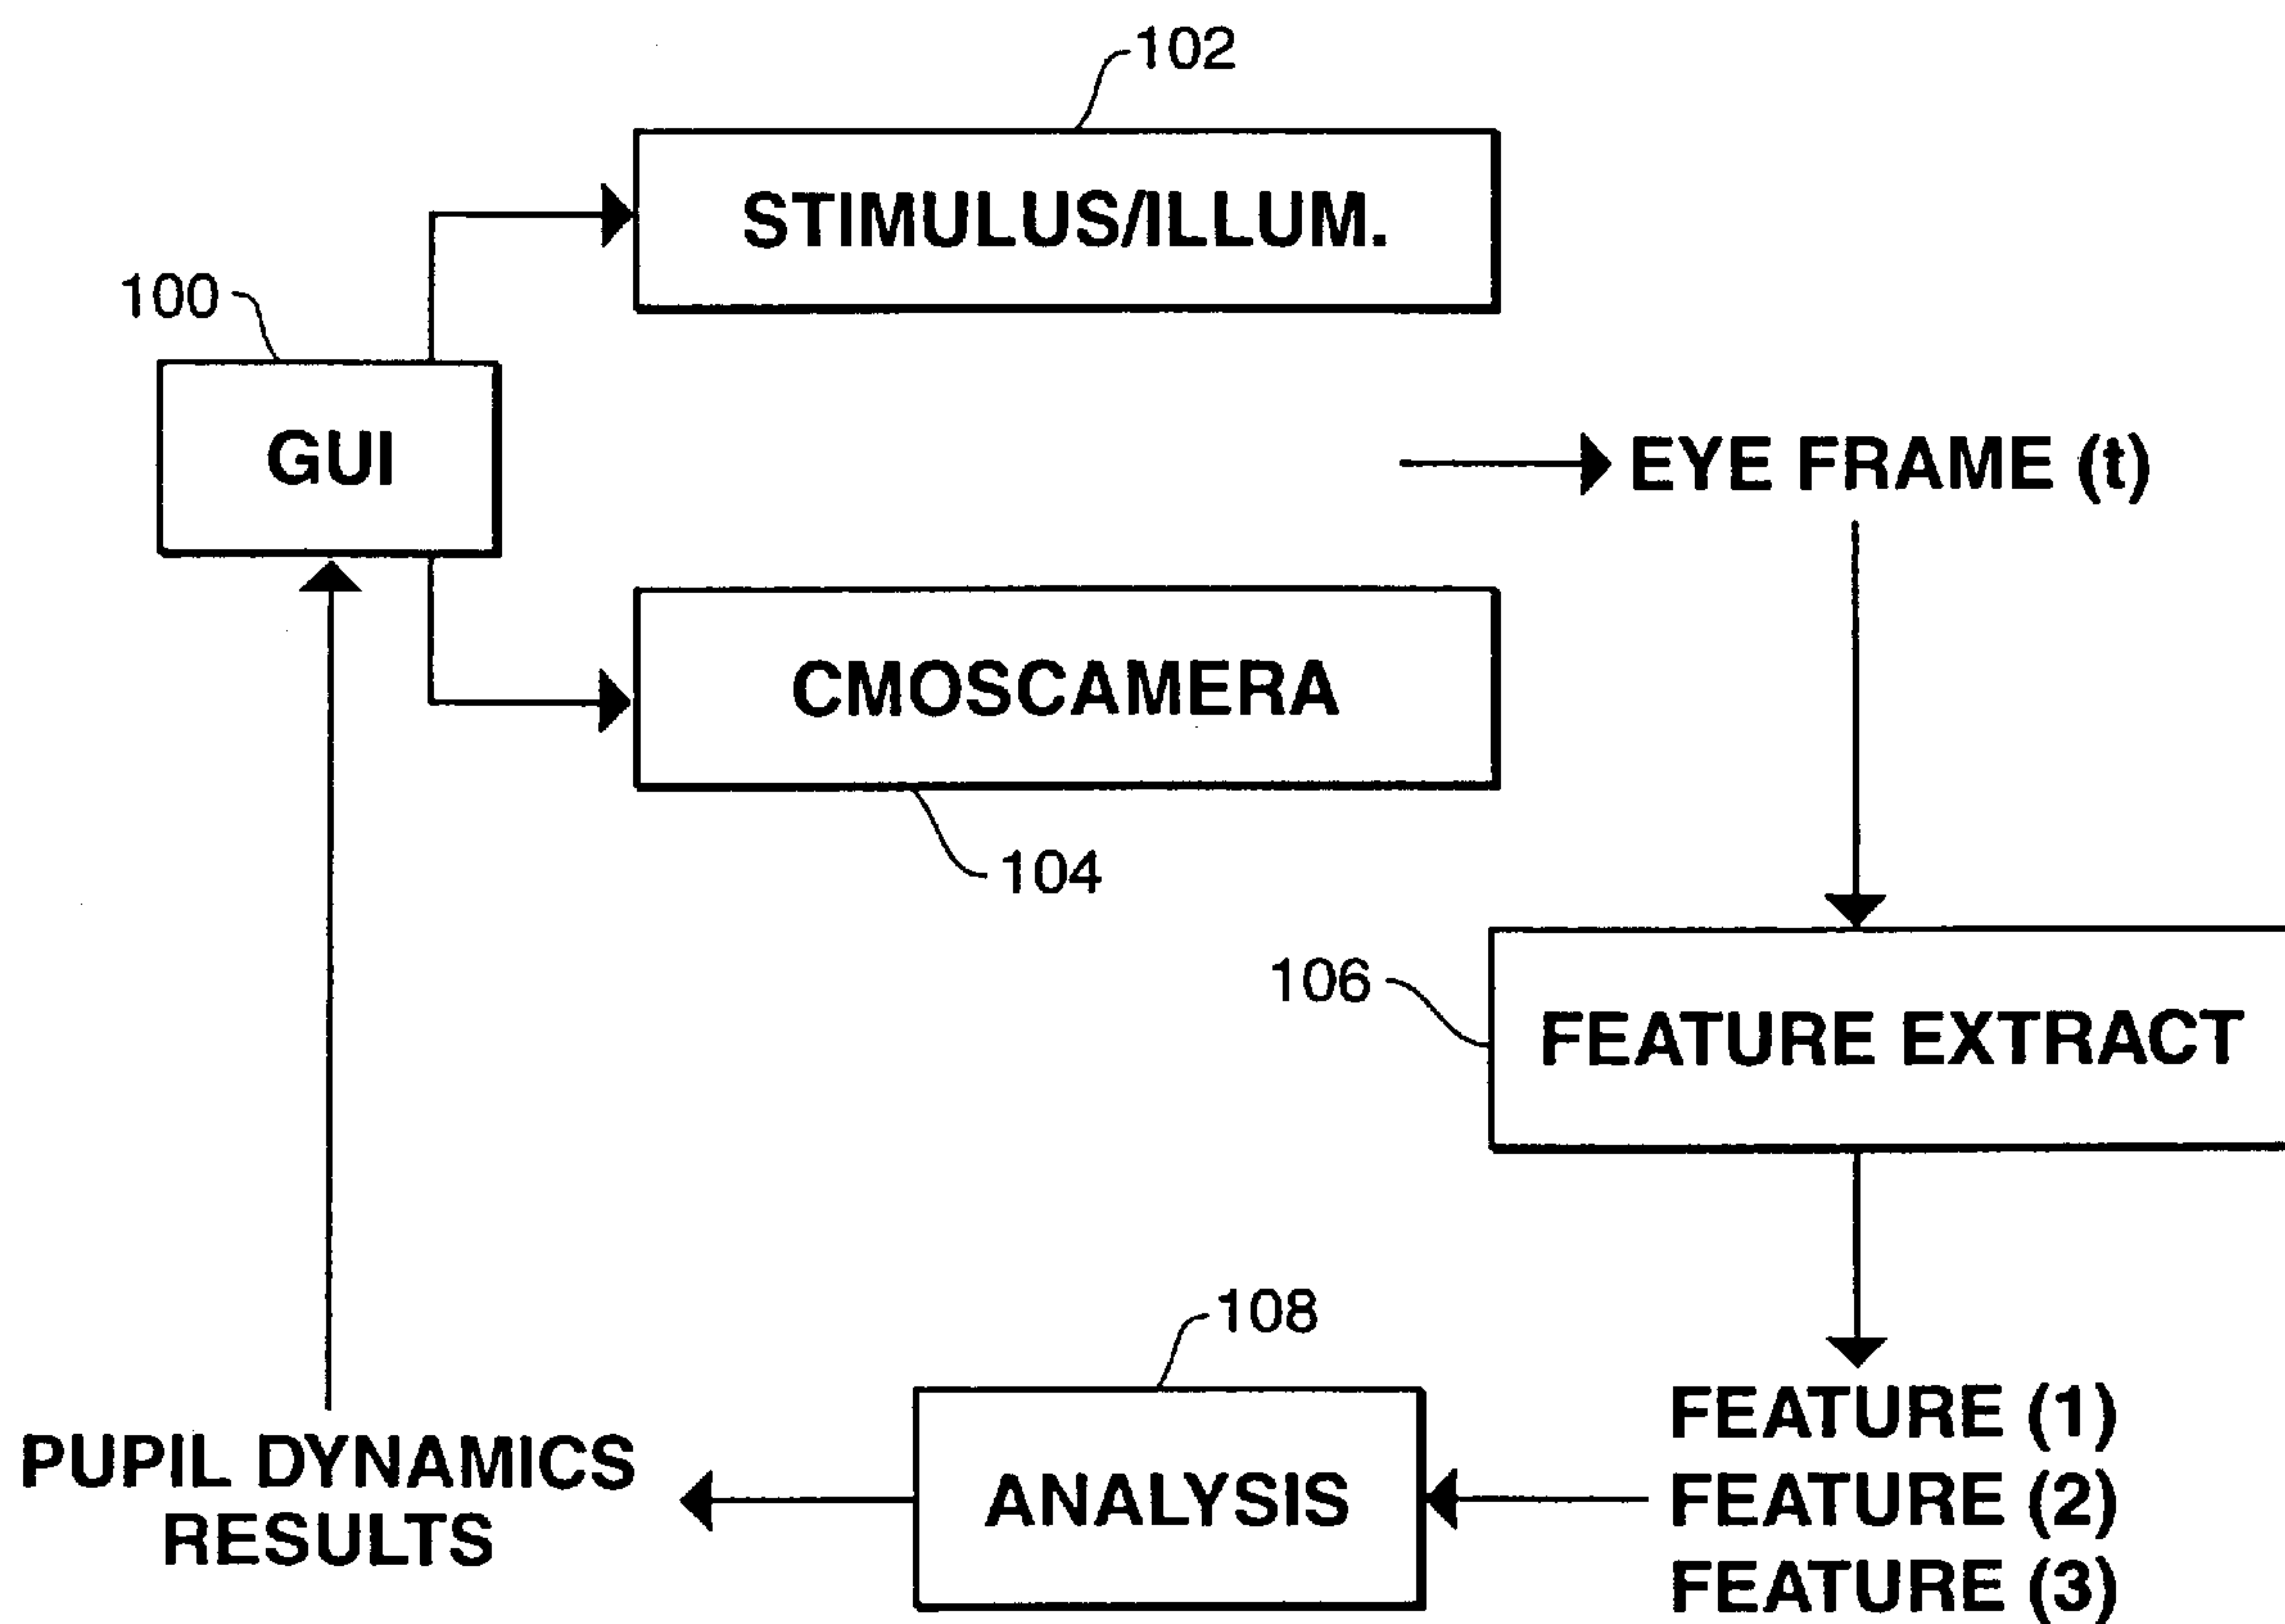 102
STIMULUS/ILLUM.
100
GUI
EYE FRAME (t)
CMOSCAMERA
104
106
FEATURE EXTRACT
108
FEATURE (1)
PUPIL DYNAMICS
RESULTS
ANALYSIS
FEATURE (2)
FEATURE (3)